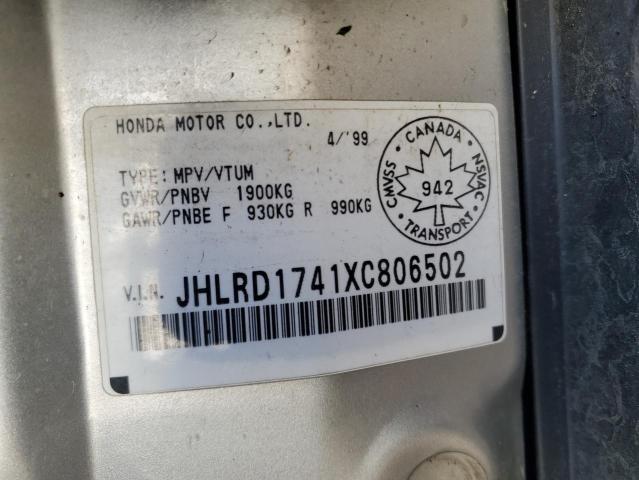 HONDA MOTOR CO.,LTD.
4/'99
TYPE: MPV/VTUM
GVWR/PNBV 1900KG
GAWR/PNBE F 930KG R 990KG
CANADA
CMVSS
NSVAC
942
TRANSPORT
V.I.N. JHLRD1741XC806502